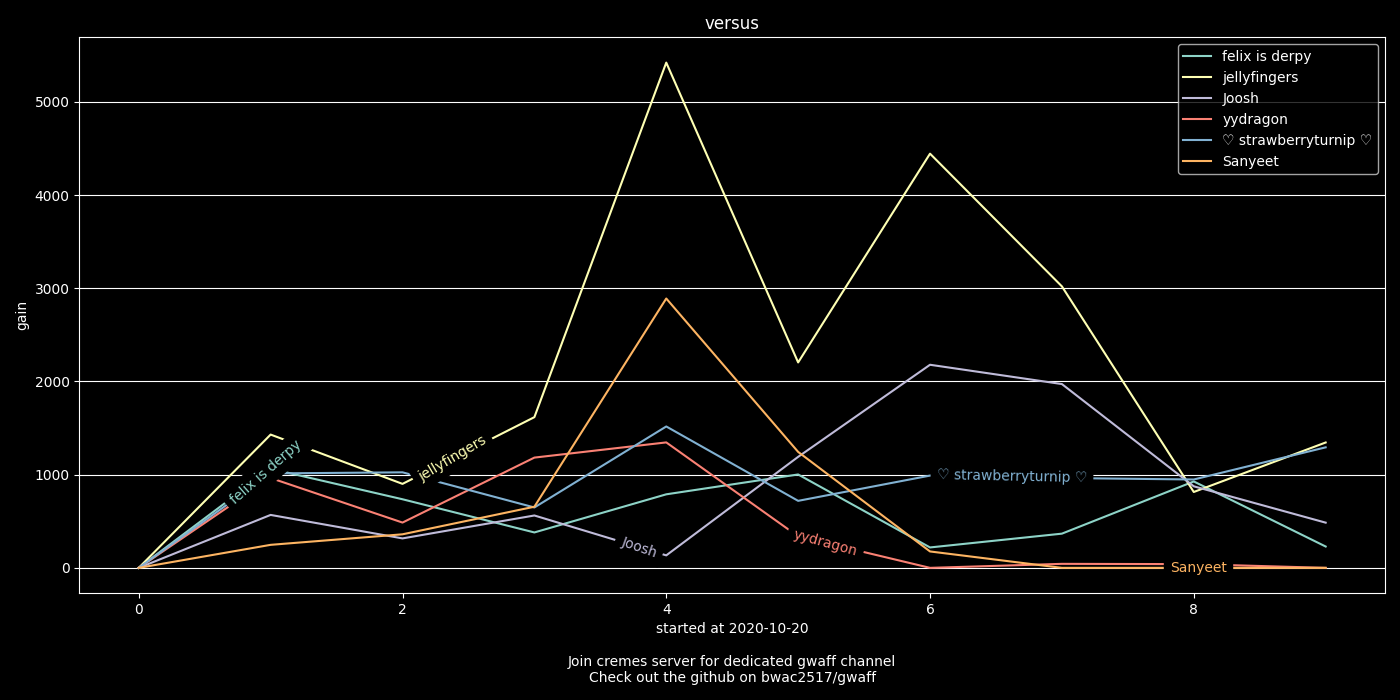 versus
felix is derpy
jellyfingers
Joosh
yydragon
♡ strawberryturnip ♡
Sanyeet
5000
4000
3000
2000
1000
0
gain
felix is derpy
jellyfingers
Joosh
yydragon
♡ strawberryturnip ♡
Sanyeet
0 2 4 6 8
started at 2020-10-20
Join cremes server for dedicated gwaff channel
Check out the github on bwac2517/gwaff